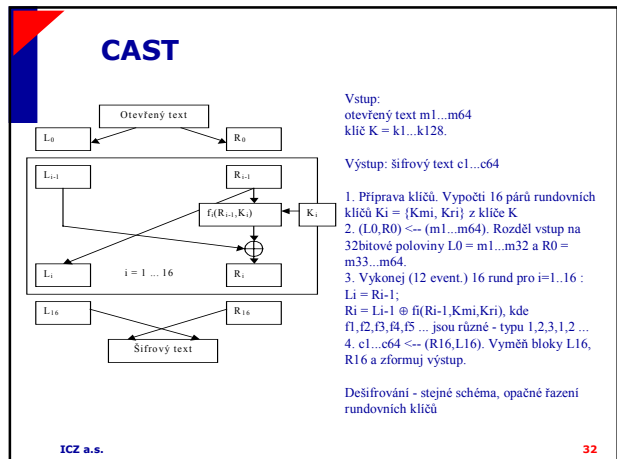 CAST
Otevřený text
L0
R0
Li-1
Ri-1
fi(Ri-1,Ki)
Ki
Li
i = 1 ... 16
Ri
L16
R16
Šifrový text
Vstup:
otevřený text m1...m64
klíč K = k1...k128.
Výstup: šifrový text c1...c64
1. Příprava klíčů. Vypočti 16 párů rundovních
klíčů Ki = {Kmi, Kri} z klíče K
2. (L0,R0) <-- (m1...m64). Rozděl vstup na
32bitové poloviny L0 = m1...m32 a R0 =
m33...m64.
3. Vykonej (12 event.) 16 rund pro i=1..16 :
Li = Ri-1;
Ri = Li-1 ⊕ fi(Ri-1,Kmi,Kri), kde
f1,f2,f3,f4,f5 ... jsou různé - typu 1,2,3,1,2 ...
4. c1...c64 <-- (R16,L16). Vyměň bloky L16,
R16 a zformuj výstup.
Dešifrování - stejné schéma, opačné řazení
rundovních klíčů
ICZ a.s.
32